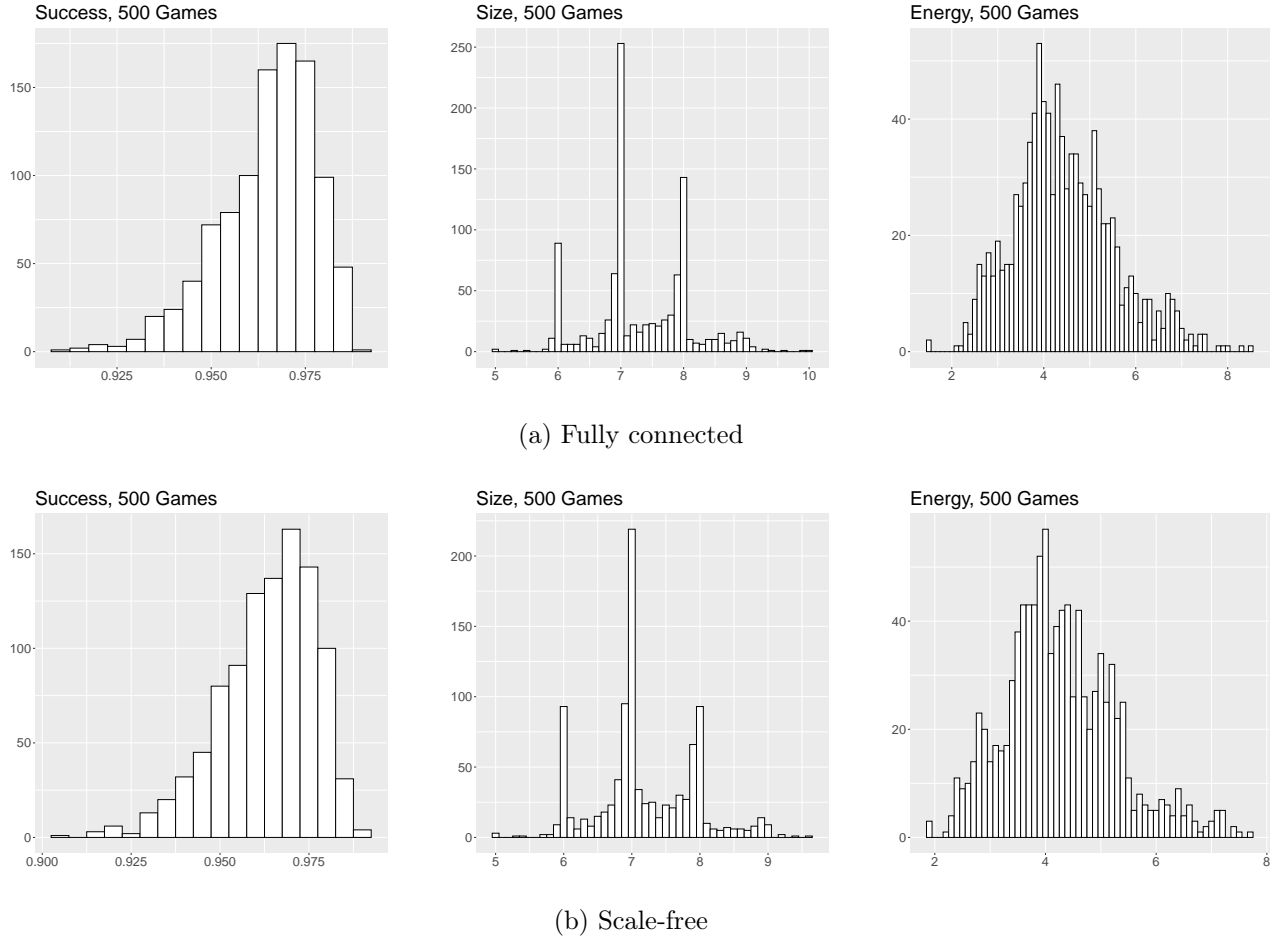 Success, 500 Games
150
100
50
0
0.925 0.950 0.975
Size, 500 Games
250
200
150
100
50
0
5 6 7 8 9 10
Energy, 500 Games
40
20
0
2 4 6 8
(a) Fully connected
Success, 500 Games
150
100
50
0
0.900 0.925 0.950 0.975
Size, 500 Games
200
150
100
50
0
5 6 7 8 9
Energy, 500 Games
40
20
0
2 4 6 8
(b) Scale-free